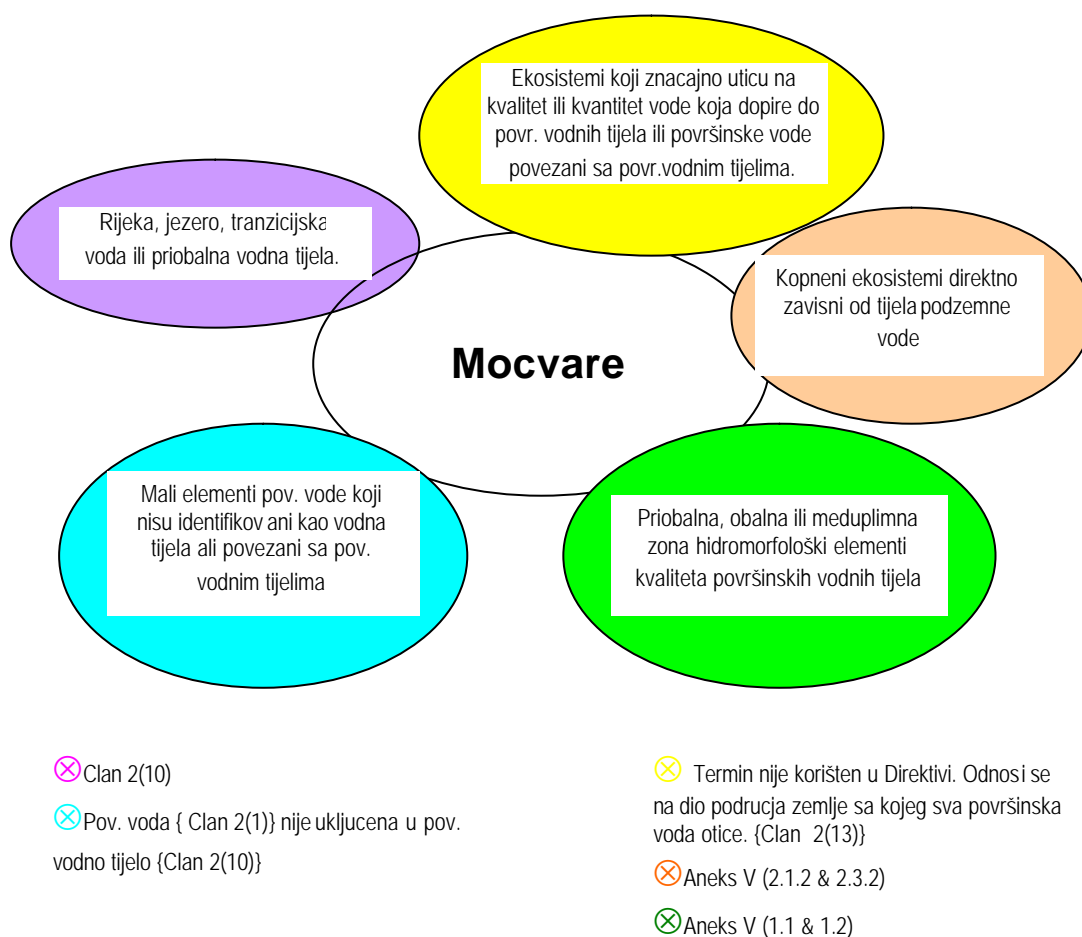 Ekosistemi koji znacajno uticu na
kvalitet ili kvantitet vode koja dopire do
povr. vodnih tijela ili površinske vode
povezani sa povr.vodnim tijelima.
Rijeka, jezero, tranzicijska
voda ili priobalna vodna tijela.
Kopneni ekosistemi direktno
zavisni od tijela podzemne
vode
Mocvare
Mali elementi pov. vode koji
nisu identifikov ani kao vodna
tijela ali povezani sa pov.
vodnim tijelima
Priobalna, obalna ili meduplimna
zona hidromorfološki elementi
kvaliteta površinskih vodnih tijela
Clan 2(10)
Pov. voda { Clan 2(1)} nije ukljucena u pov.
vodno tijelo {Clan 2(10)}
Termin nije korišten u Direktivi. Odnosi se
na dio podrucja zemlje sa kojeg sva površinska
voda otice. {Clan 2(13)}
Aneks V (2.1.2 & 2.3.2)
Aneks V (1.1 & 1.2)